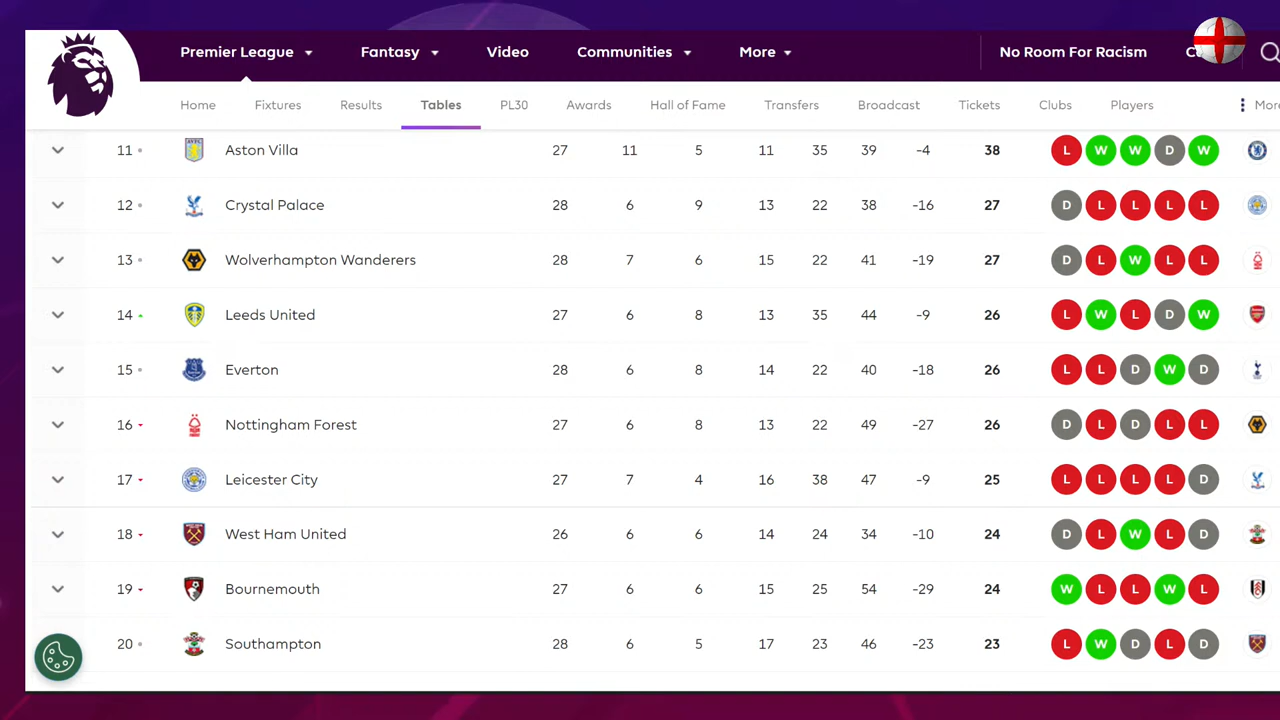 Premier League Fantasy Video Communities More No Room For Racism
Home Fixtures Results Tables PL30 Awards Hall of Fame Transfers Broadcast Tickets Clubs Players More
11 Aston Villa 27 11 5 11 35 39 -4 38 L W W D W
12 Crystal Palace 28 6 9 13 22 38 -16 27 D L L L L
13 Wolverhampton Wanderers 28 7 6 15 22 41 -19 27 D L W L L
14 Leeds United 27 6 8 13 35 44 -9 26 L W L D W
15 Everton 28 6 8 14 22 40 -18 26 L L D W D
16 Nottingham Forest 27 6 8 13 22 49 -27 26 D L D L L
17 Leicester City 27 7 4 16 38 47 -9 25 L L L L D
18 West Ham United 26 6 6 14 24 34 -10 24 D L W L D
19 Bournemouth 27 6 6 15 25 54 -29 24 W L L W L
20 Southampton 28 6 5 17 23 46 -23 23 L W D L D